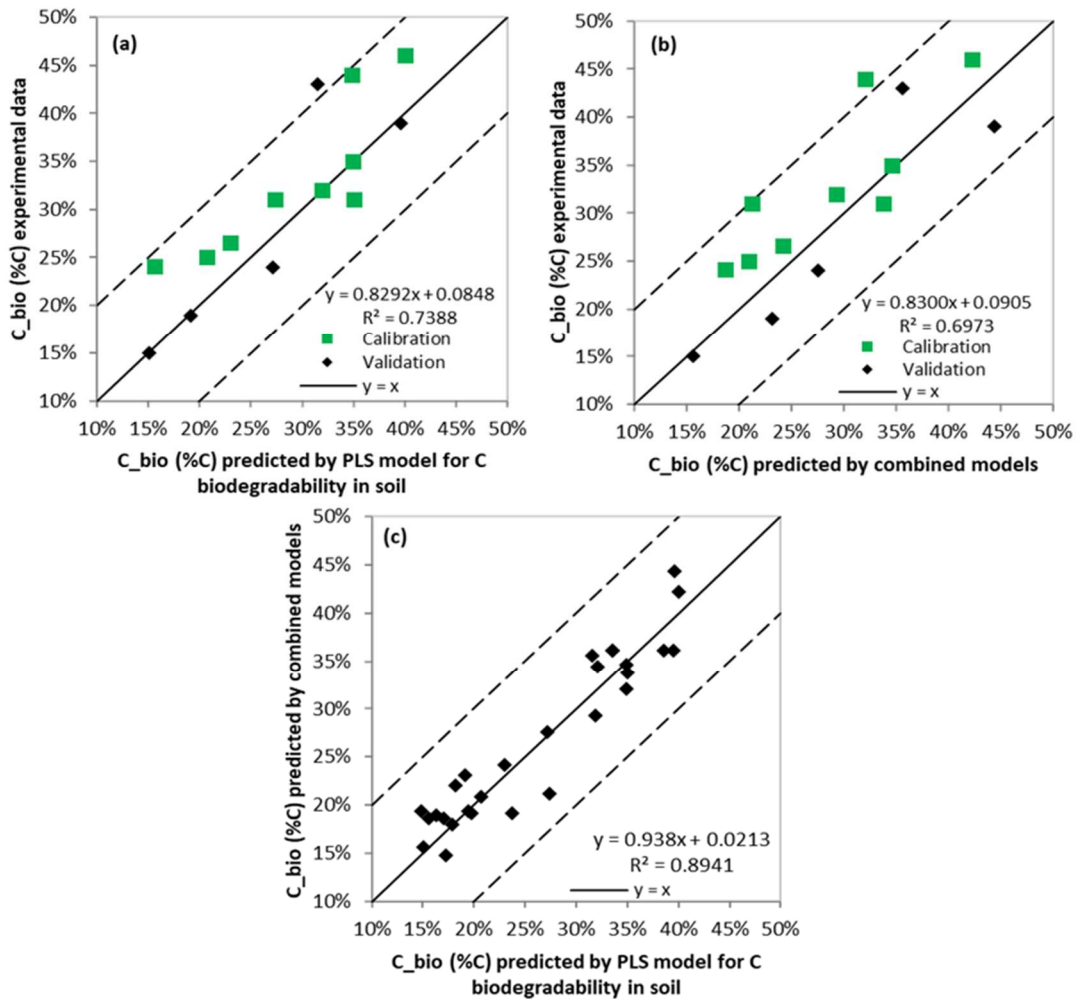 (a)
C_bio (%C) experimental data
50%
45%
40%
35%
30%
25%
20%
15%
10%
y = 0.8292x + 0.0848
R² = 0.7388
Calibration
Validation
y = x
10% 15% 20% 25% 30% 35% 40% 45% 50%
C_bio (%C) predicted by PLS model for C
biodegradability in soil
(b)
C_bio (%C) experimental data
50%
45%
40%
35%
30%
25%
20%
15%
10%
y = 0.8300x + 0.0905
R² = 0.6973
Calibration
Validation
y = x
10% 15% 20% 25% 30% 35% 40% 45% 50%
C_bio (%C) predicted by combined models
(c)
C_bio (%C) predicted by combined models
50%
45%
40%
35%
30%
25%
20%
15%
10%
y = 0.938x + 0.0213
R² = 0.8941
y = x
10% 15% 20% 25% 30% 35% 40% 45% 50%
C_bio (%C) predicted by PLS model for C
biodegradability in soil